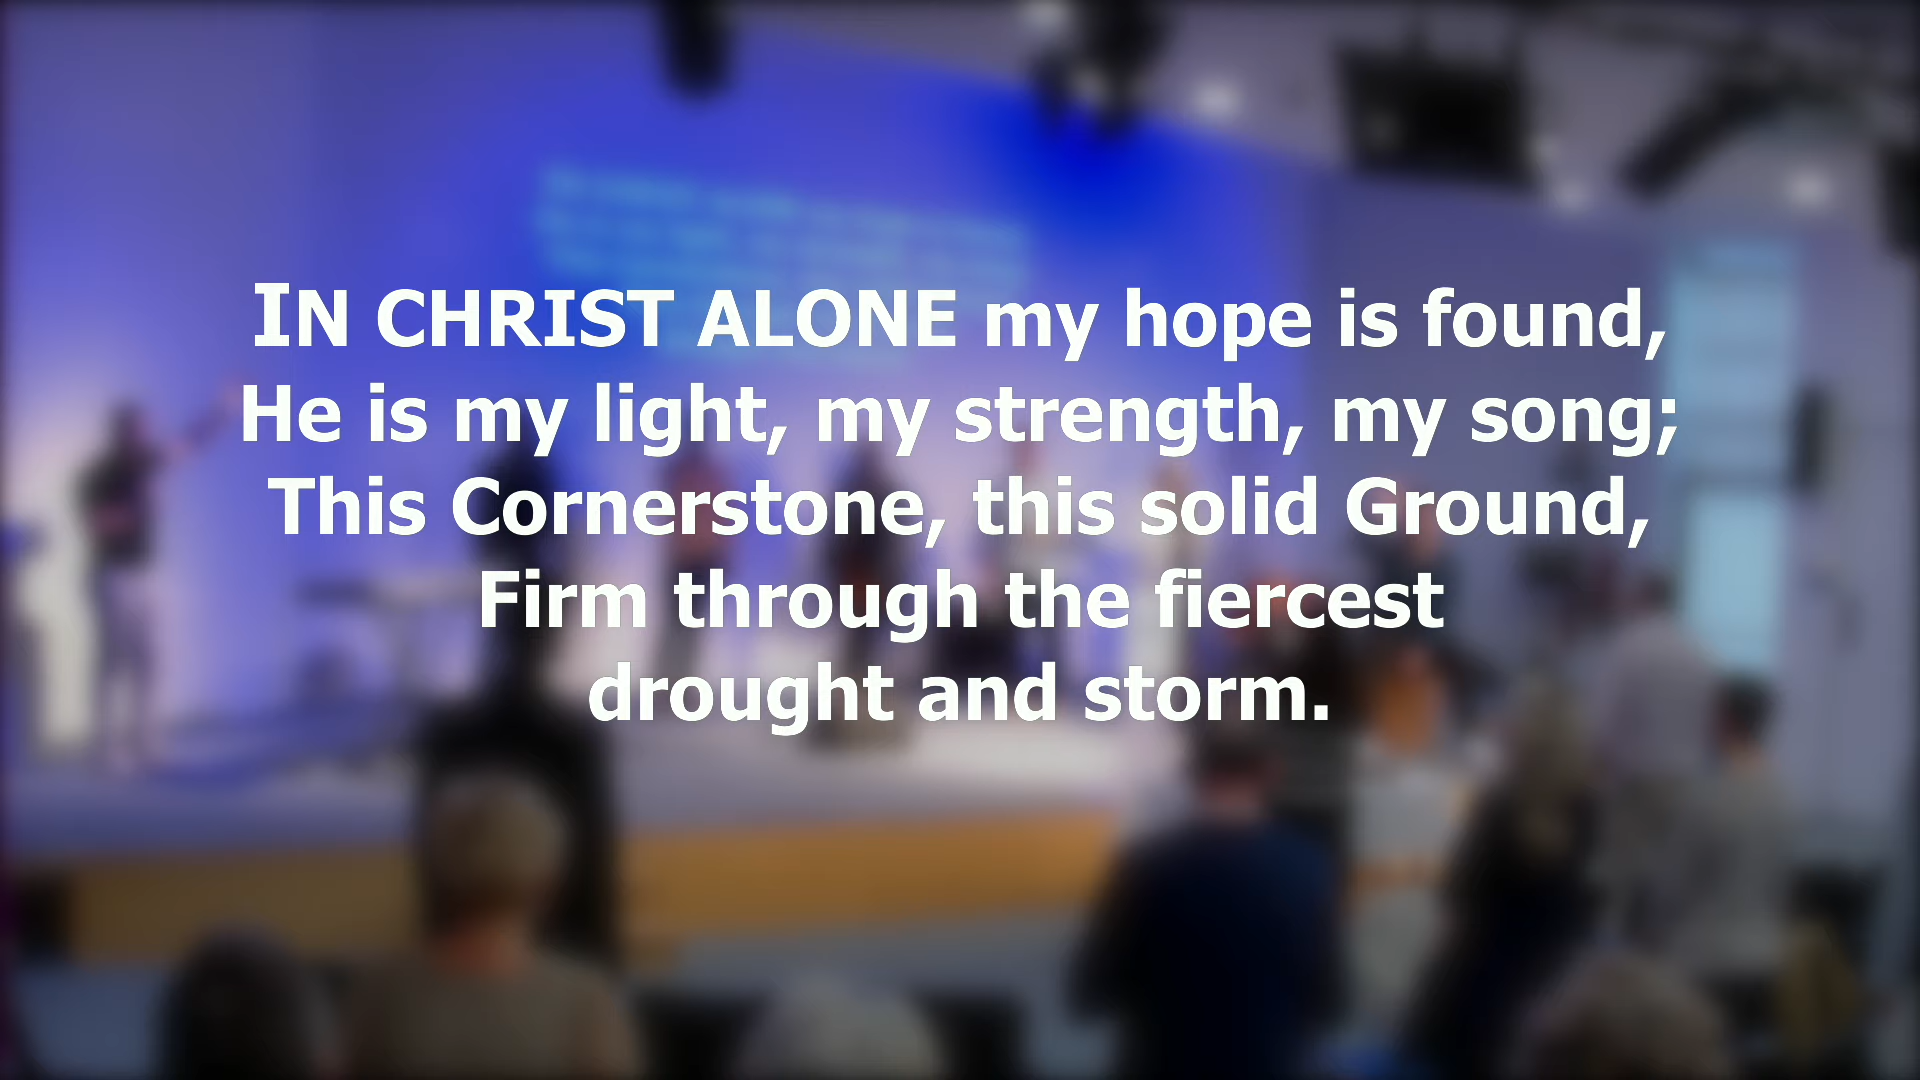 IN CHRIST ALONE my hope is found,
He is my light, my strength, my song;
This Cornerstone, this solid Ground,
Firm through the fiercest
drought and storm.